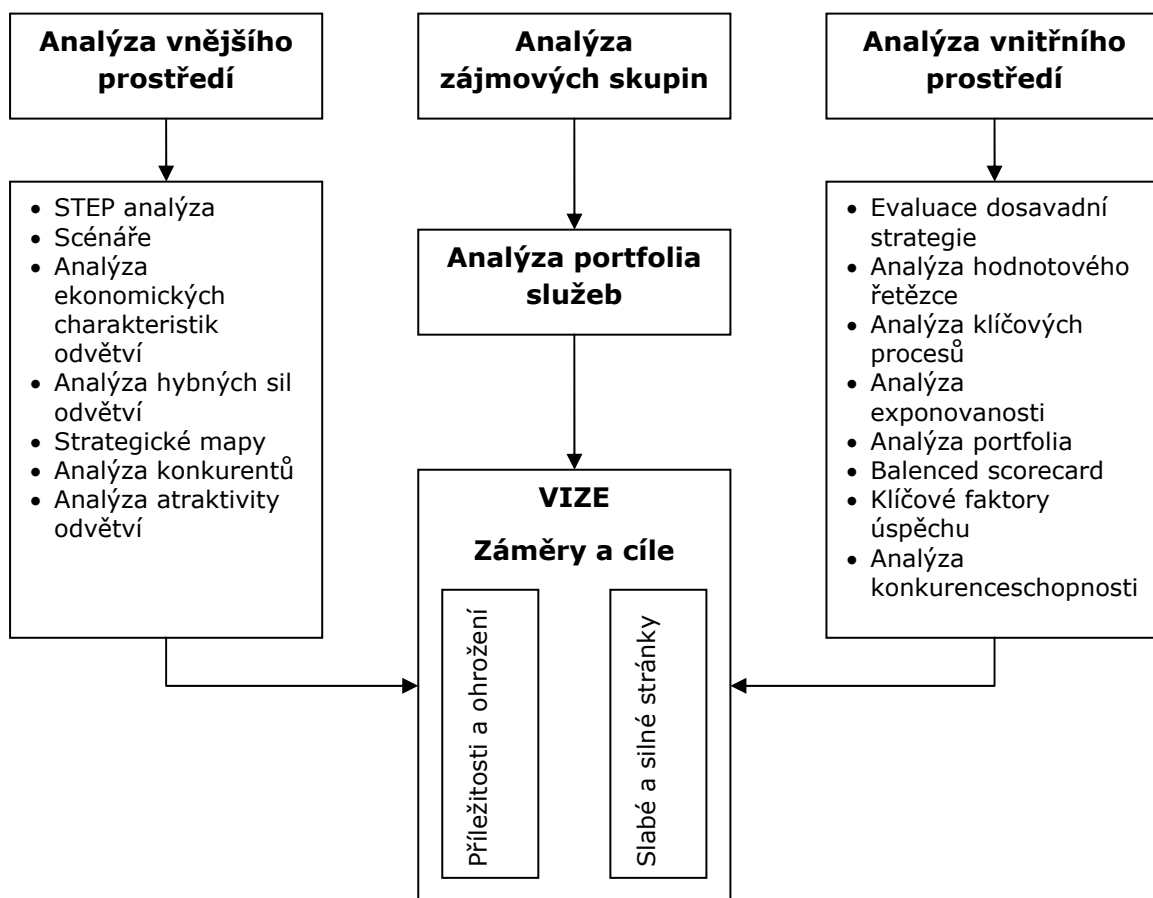 Analýza vnějšího
prostředí
Analýza
zájmových skupin
Analýza vnitřního
prostředí
• STEP analýza
• Scénáře
• Analýza
ekonomických
charakteristik
odvětví
• Analýza hybných sil
odvětví
• Strategické mapy
• Analýza konkurentů
• Analýza atraktivity
odvětví
Analýza portfolia
služeb
• Evaluace dosavadní
strategie
• Analýza hodnotového
řetězce
• Analýza klíčových
procesů
• Analýza
exponovanosti
• Analýza portfolia
• Balenced scorecard
• Klíčové faktory
úspěchu
• Analýza
konkurenceschopnosti
VIZE
Záměry a cíle
Příležitosti a ohrožení
Slabé a silné stránky